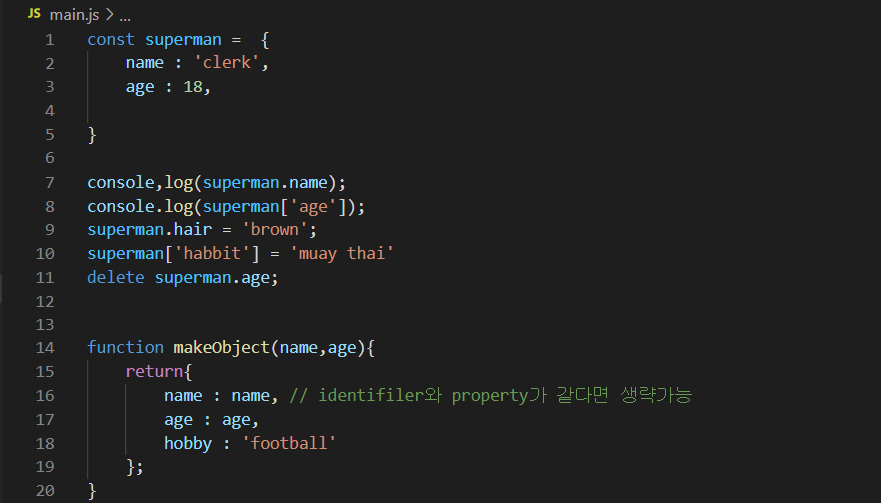 JS main.js > ...
1 const superman =  {
2     name : 'clerk',
3     age : 18,
4
5 }
6
7 console,log(superman.name);
8 console.log(superman['age']);
9 superman.hair = 'brown';
10 superman['habbit'] = 'muay thai'
11 delete superman.age;
12
13
14 function makeObject(name,age){
15     return{
16         name : name, // identifiler와 property가 같다면 생략가능
17         age : age,
18         hobby : 'football'
19     };
20 }